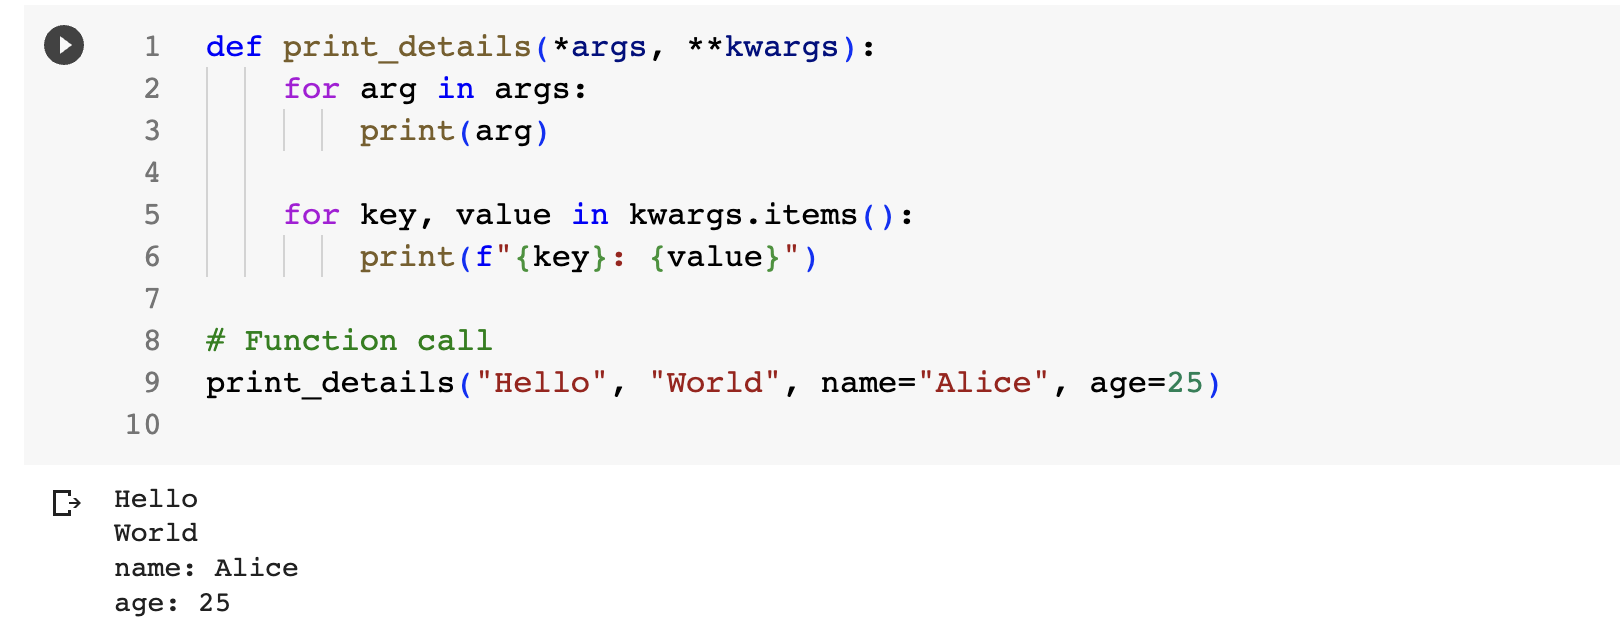 1 def print_details(*args, **kwargs):
2     for arg in args:
3         print(arg)
4
5     for key, value in kwargs.items():
6         print(f"{key}: {value}")
7
8 # Function call
9 print_details("Hello", "World", name="Alice", age=25)
10
Hello
World
name: Alice
age: 25